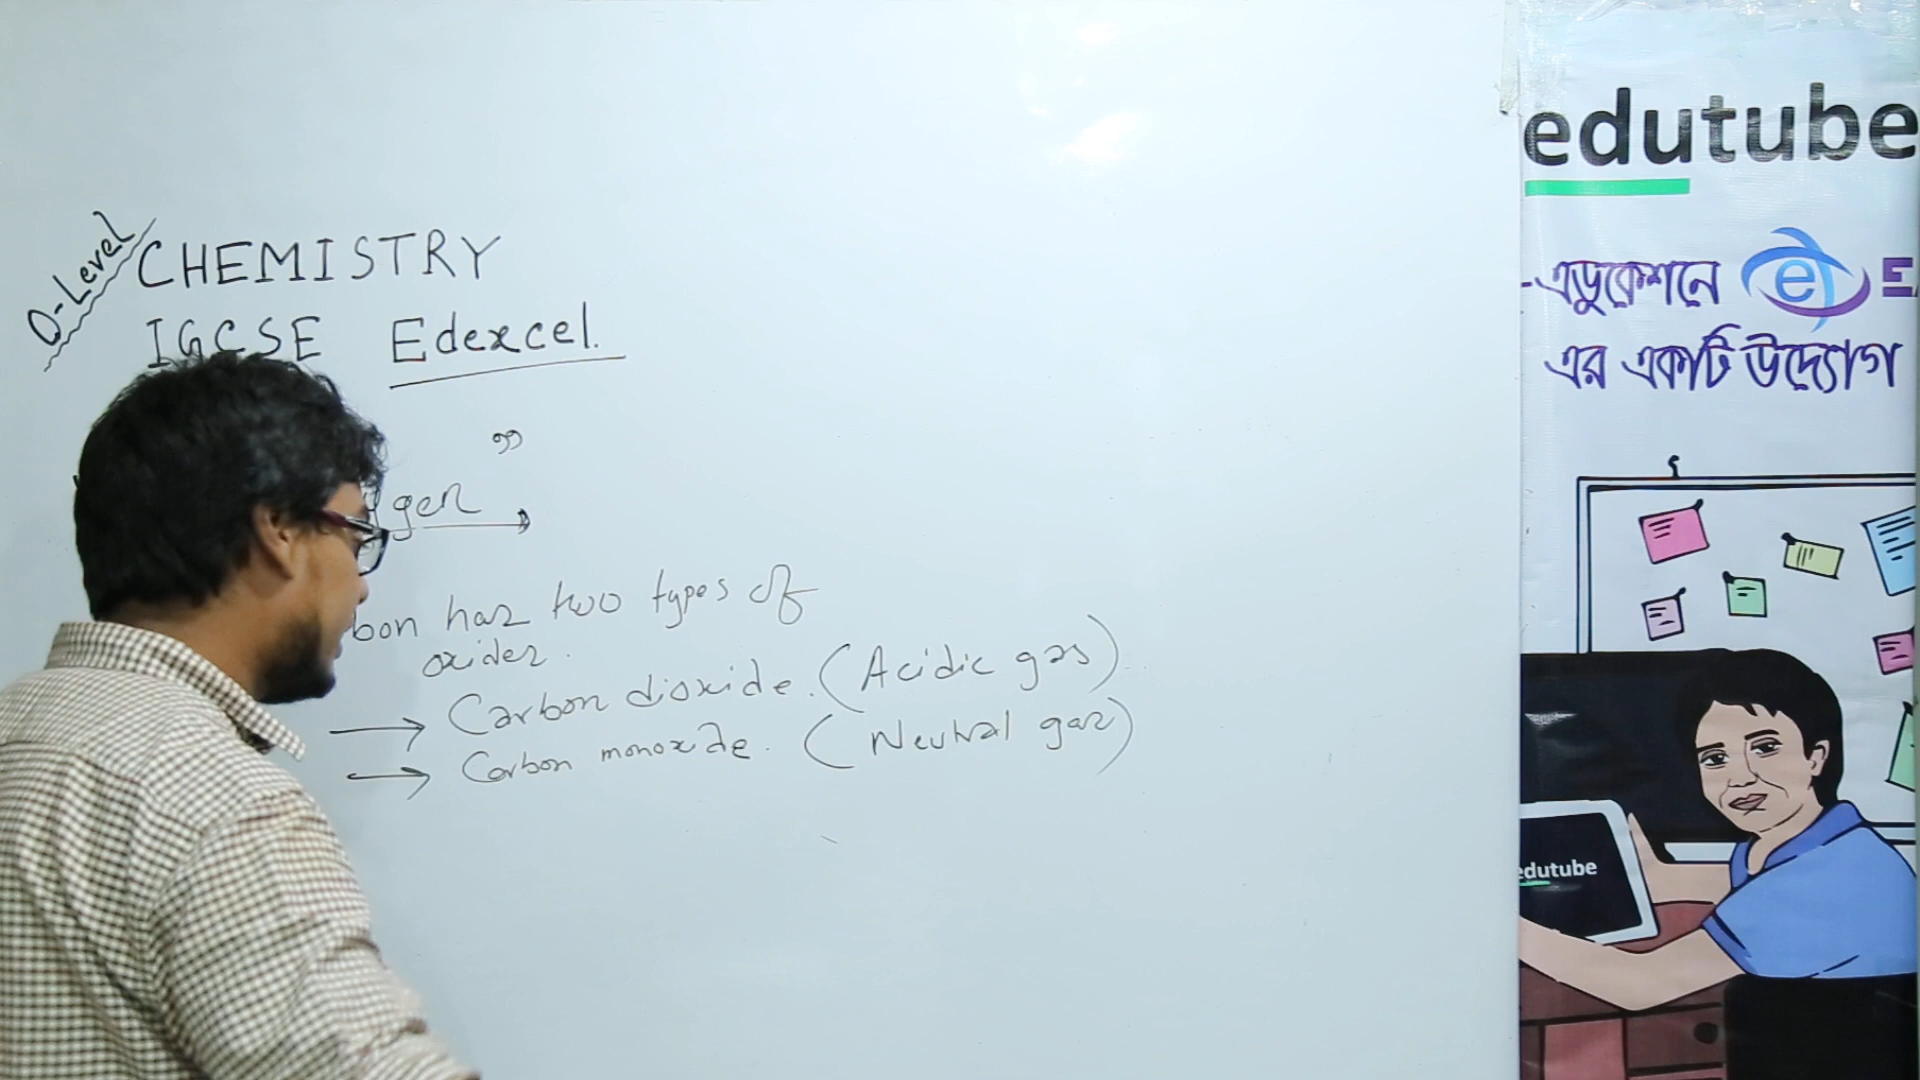 O-Level
CHEMISTRY
IGCSE Edexcel.
”
gen
bon has two types of
oxides.
→ Carbon dioxide. (Acidic gas)
→ Carbon monoxide. (Neutral gas)
edutube
-এডুকেশনে e E
এর একটি উদ্যোগ
edutube